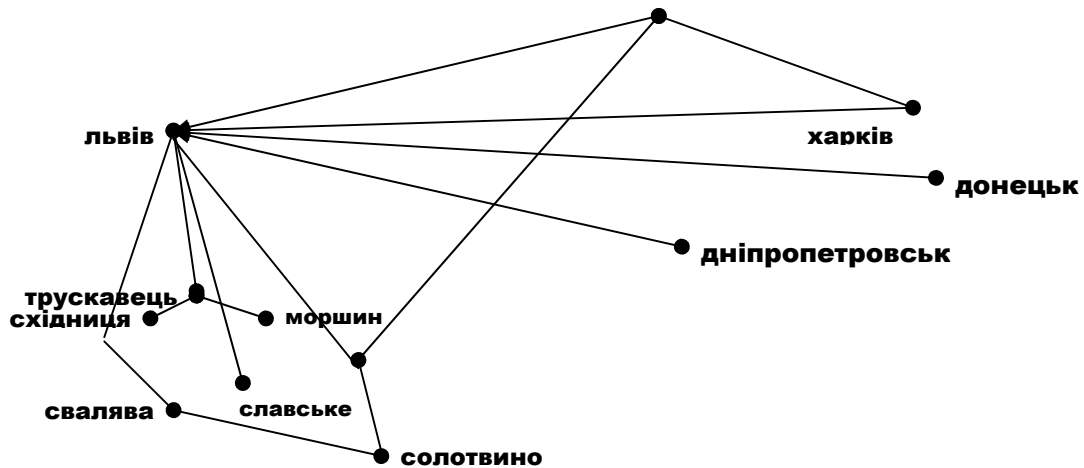 львів
харків
донецьк
дніпропетровськ
трускавець
східниця
моршин
славське
свалява
солотвино